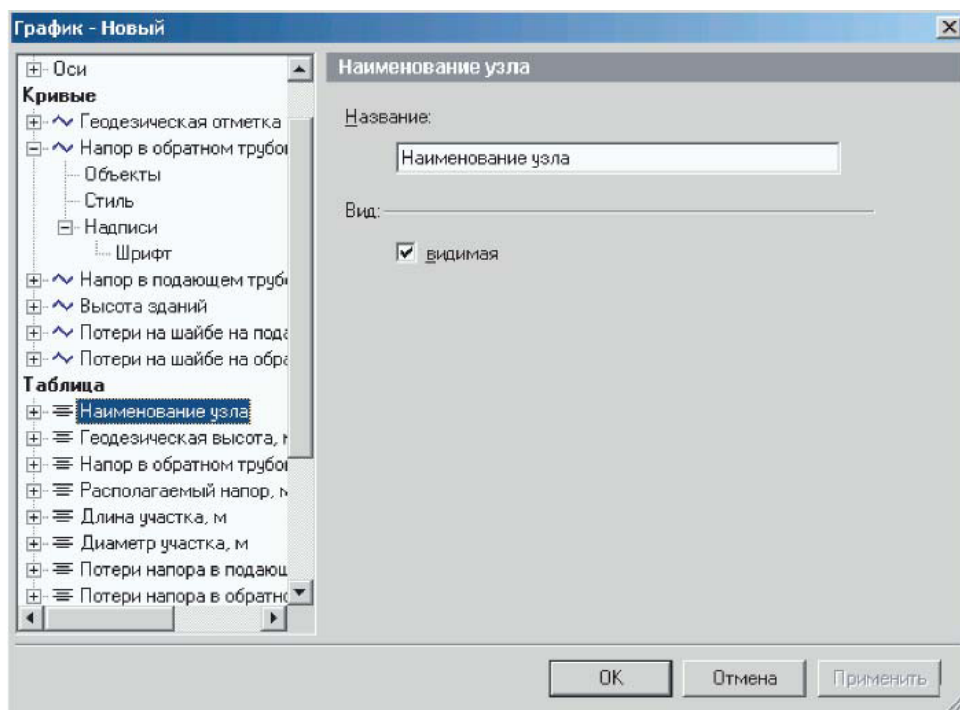 График - Новый
Оси
Кривые
Геодезическая отметка
Напор в обратном трубо
Объекты
Стиль
Надписи
Шрифт
Напор в подающем труб
Высота зданий
Потери на шайбе на пода
Потери на шайбе на обра
Таблица
Наименование узла
Геодезическая высота,
Напор в обратном трубо
Располагаемый напор,
Длина участка, м
Диаметр участка, м
Потери напора в подающ
Потери напора в обратн
Наименование узла
Название:
Наименование узла
Вид:
видимая
OK
Отмена
Применить